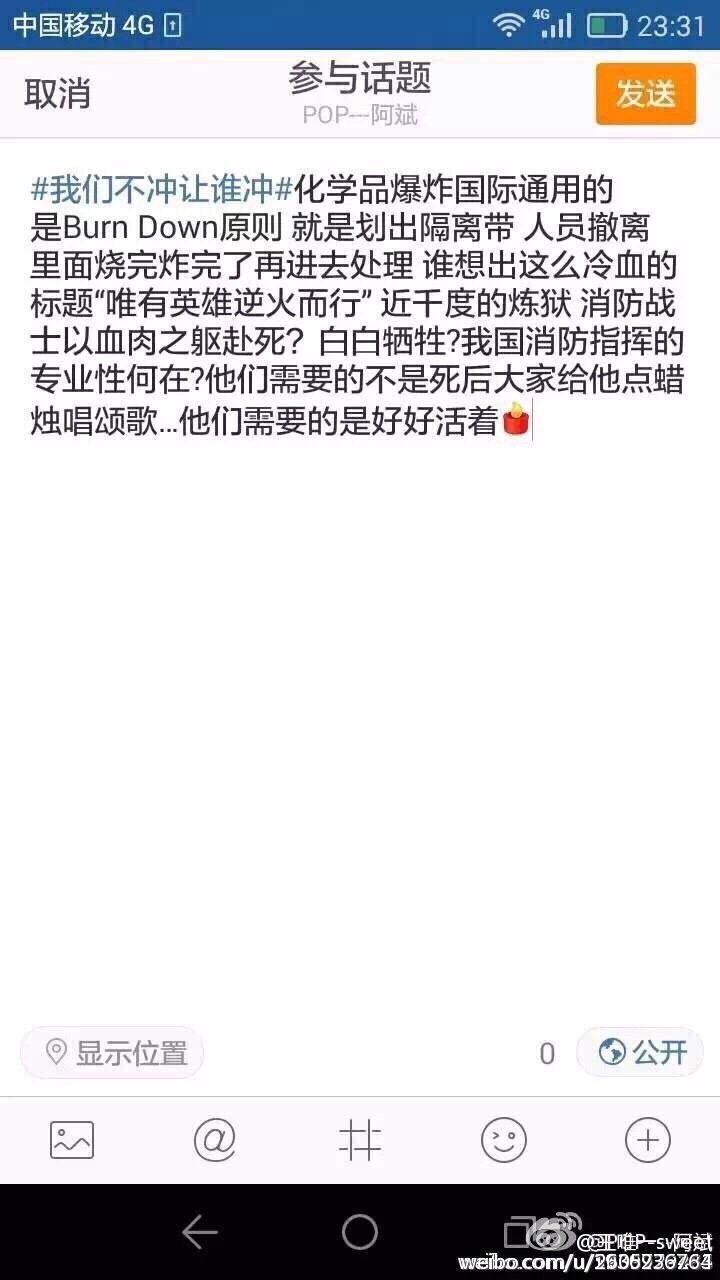 中国移动 4G
4G
23:31
取消
参与话题
POP---阿斌
发送
#我们不冲让谁冲#化学品爆炸国际通用的
是Burn Down原则 就是划出隔离带 人员撤离
里面烧完炸完了再进去处理 谁想出这么冷血的
标题“唯有英雄逆火而行” 近千度的炼狱 消防战
士以血肉之躯赴死？白白牺牲?我国消防指挥的
专业性何在?他们需要的不是死后大家给他点蜡
烛唱颂歌...他们需要的是好好活着
显示位置
0
公开
weibo.com/u/